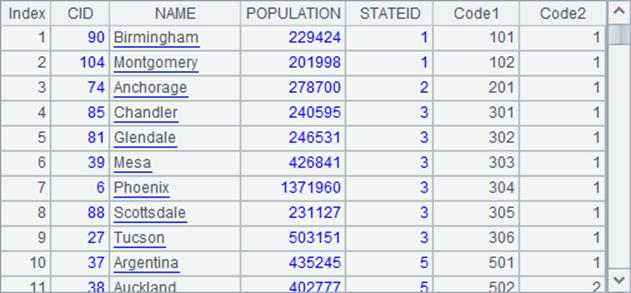 Index CID NAME POPULATION STATEID Code1 Code2
1 90 Birmingham 229424 1 101 1
2 104 Montgomery 201998 1 102 1
3 74 Anchorage 278700 2 201 1
4 85 Chandler 240595 3 301 1
5 81 Glendale 246531 3 302 1
6 39 Mesa 426841 3 303 1
7 6 Phoenix 1371960 3 304 1
8 88 Scottsdale 231127 3 305 1
9 27 Tucson 503151 3 306 1
10 37 Argentina 435245 5 501 1
11 38 Auckland 402777 5 502 2